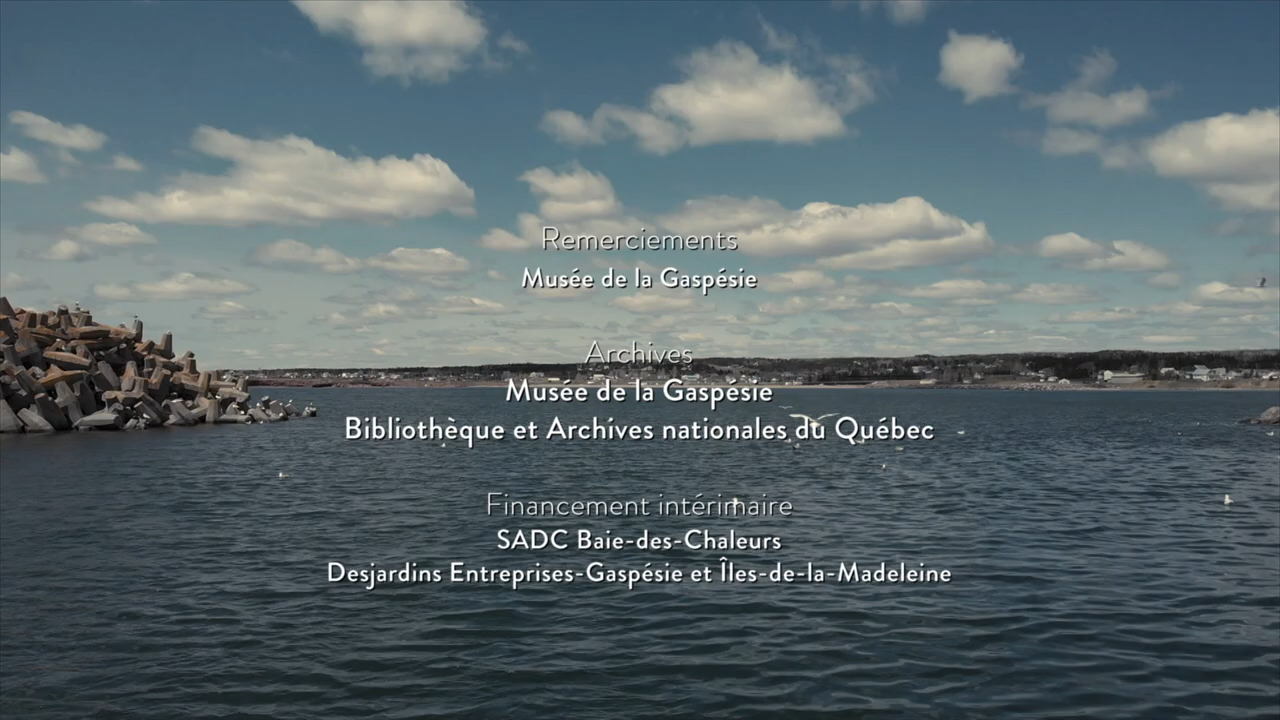 Remerciements
Musée de la Gaspésie
Archives
Musée de la Gaspésie
Bibliothèque et Archives nationales du Québec
Financement intérimaire
SADC Baie-des-Chaleurs
Desjardins Entreprises-Gaspésie et Îles-de-la-Madeleine